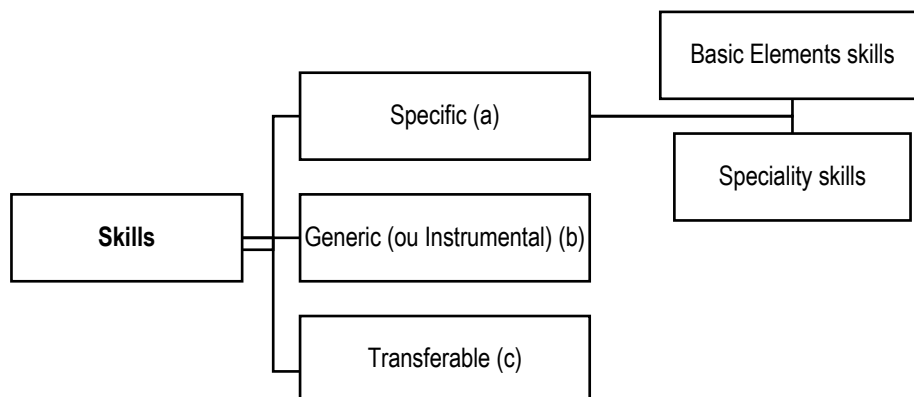 Basic Elements skills
Specific (a)
Speciality skills
Skills
Generic (ou Instrumental) (b)
Transferable (c)